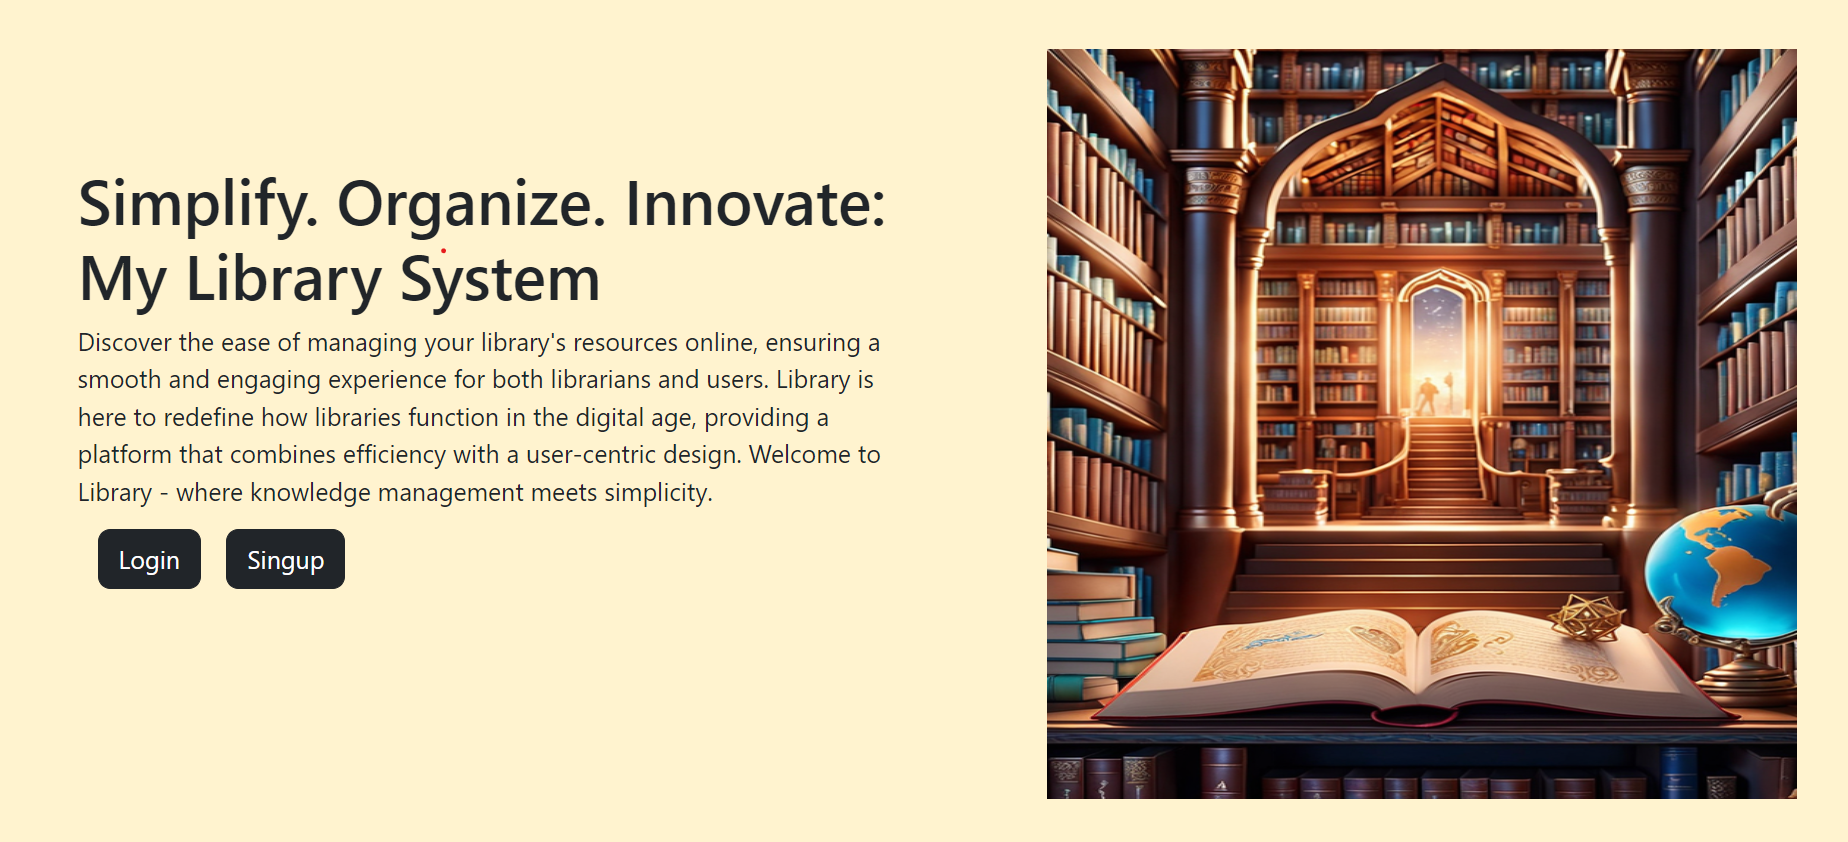 Simplify. Organize. Innovate:
My Library System
Discover the ease of managing your library's resources online, ensuring a
smooth and engaging experience for both librarians and users. Library is
here to redefine how libraries function in the digital age, providing a
platform that combines efficiency with a user-centric design. Welcome to
Library - where knowledge management meets simplicity.
Login
Singup